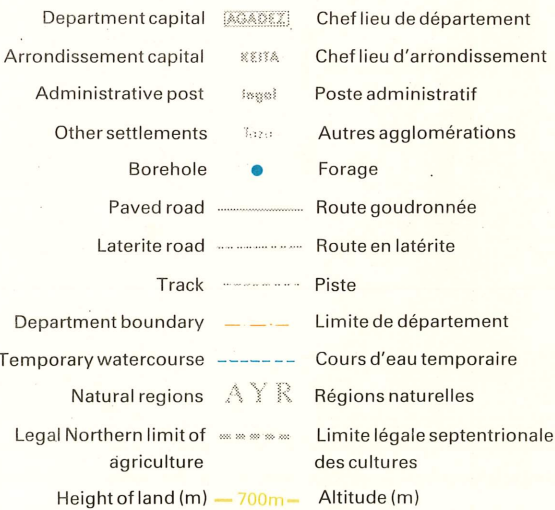 Department capital AGADEZ Chef lieu de département
Arrondissement capital KEITA Chef lieu d'arrondissement
Administrative post Ingal Poste administratif
Other settlements Taza Autres agglomérations
Borehole Forage
Paved road Route goudronnée
Laterite road Route en latérite
Track Piste
Department boundary Limite de département
Temporary watercourse Cours d'eau temporaire
Natural regions AYR Régions naturelles
Legal Northern limit of Limite légale septentrionale
agriculture des cultures
Height of land (m) 700m Altitude (m)